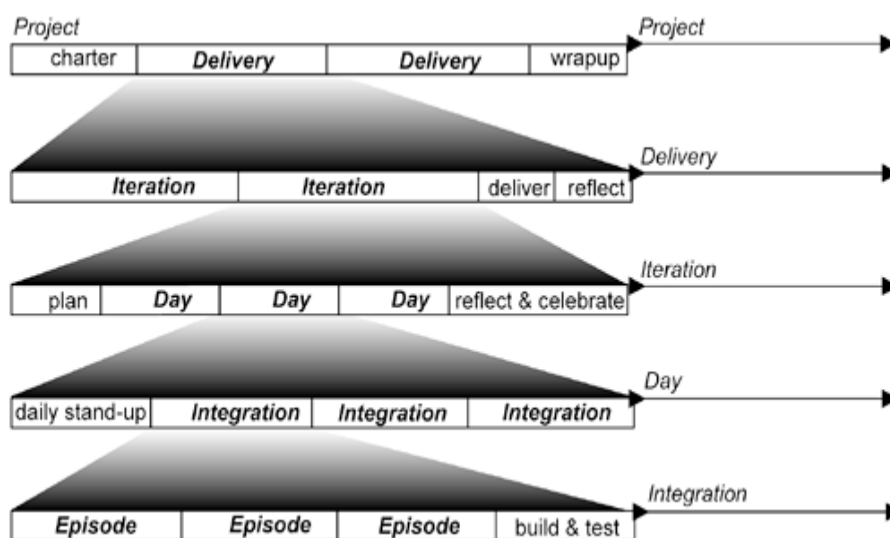 Project
Project
charter Delivery Delivery wrapup
Delivery
Iteration Iteration deliver reflect
Iteration
plan Day Day Day reflect & celebrate
Day
daily stand-up Integration Integration Integration
Integration
Episode Episode Episode build & test